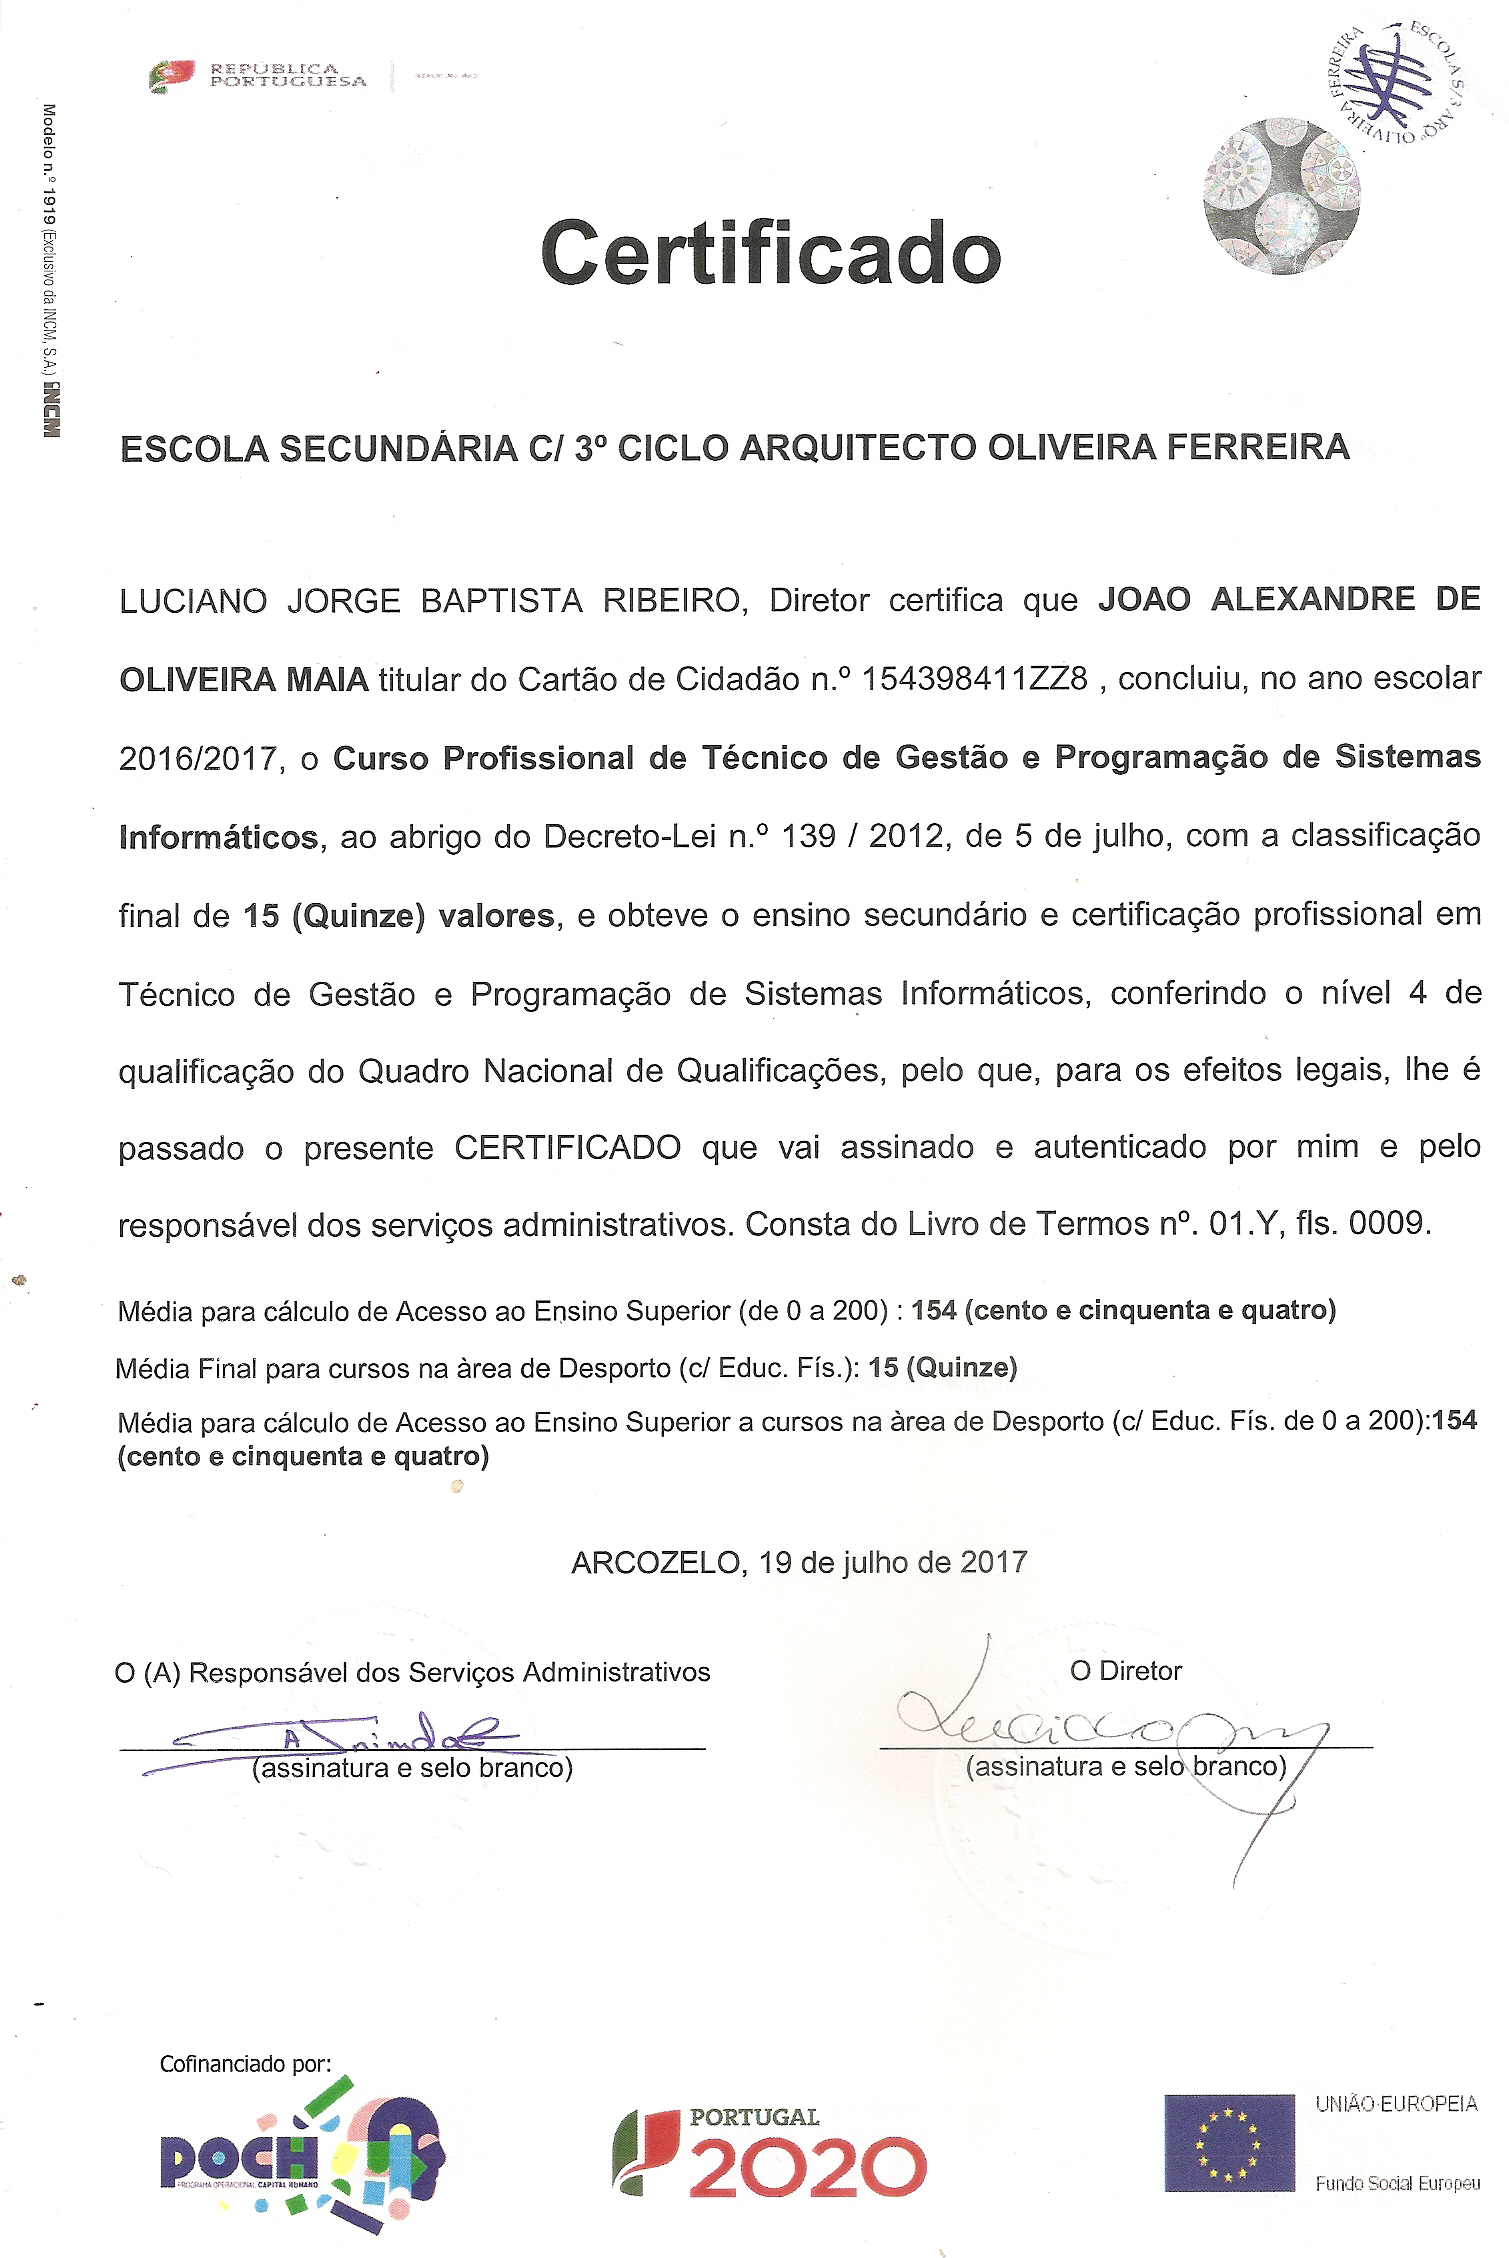 REPÚBLICA
PORTUGUESA
ESCOLA S/3 ARQº OLIVEIRA FERREIRA
Modelo n.º 1919 (Exclusivo da INCM, S.A.) INCM
Certificado
ESCOLA SECUNDÁRIA C/ 3º CICLO ARQUITECTO OLIVEIRA FERREIRA
LUCIANO JORGE BAPTISTA RIBEIRO, Diretor certifica que JOAO ALEXANDRE DE
OLIVEIRA MAIA titular do Cartão de Cidadão n.º 154398411ZZ8 , concluiu, no ano escolar
2016/2017, o Curso Profissional de Técnico de Gestão e Programação de Sistemas
Informáticos, ao abrigo do Decreto-Lei n.º 139 / 2012, de 5 de julho, com a classificação
final de 15 (Quinze) valores, e obteve o ensino secundário e certificação profissional em
Técnico de Gestão e Programação de Sistemas Informáticos, conferindo o nível 4 de
qualificação do Quadro Nacional de Qualificações, pelo que, para os efeitos legais, lhe é
passado o presente CERTIFICADO que vai assinado e autenticado por mim e pelo
responsável dos serviços administrativos. Consta do Livro de Termos nº. 01.Y, fls. 0009.
Média para cálculo de Acesso ao Ensino Superior (de 0 a 200) : 154 (cento e cinquenta e quatro)
Média Final para cursos na àrea de Desporto (c/ Educ. Fís.): 15 (Quinze)
Média para cálculo de Acesso ao Ensino Superior a cursos na àrea de Desporto (c/ Educ. Fís. de 0 a 200):154
(cento e cinquenta e quatro)
ARCOZELO, 19 de julho de 2017
O (A) Responsável dos Serviços Administrativos
(assinatura e selo branco)
O Diretor
(assinatura e selo branco)
Cofinanciado por:
POCH
PROGRAMA OPERACIONAL CAPITAL HUMANO
PORTUGAL
2020
UNIÃO EUROPEIA
Fundo Social Europeu